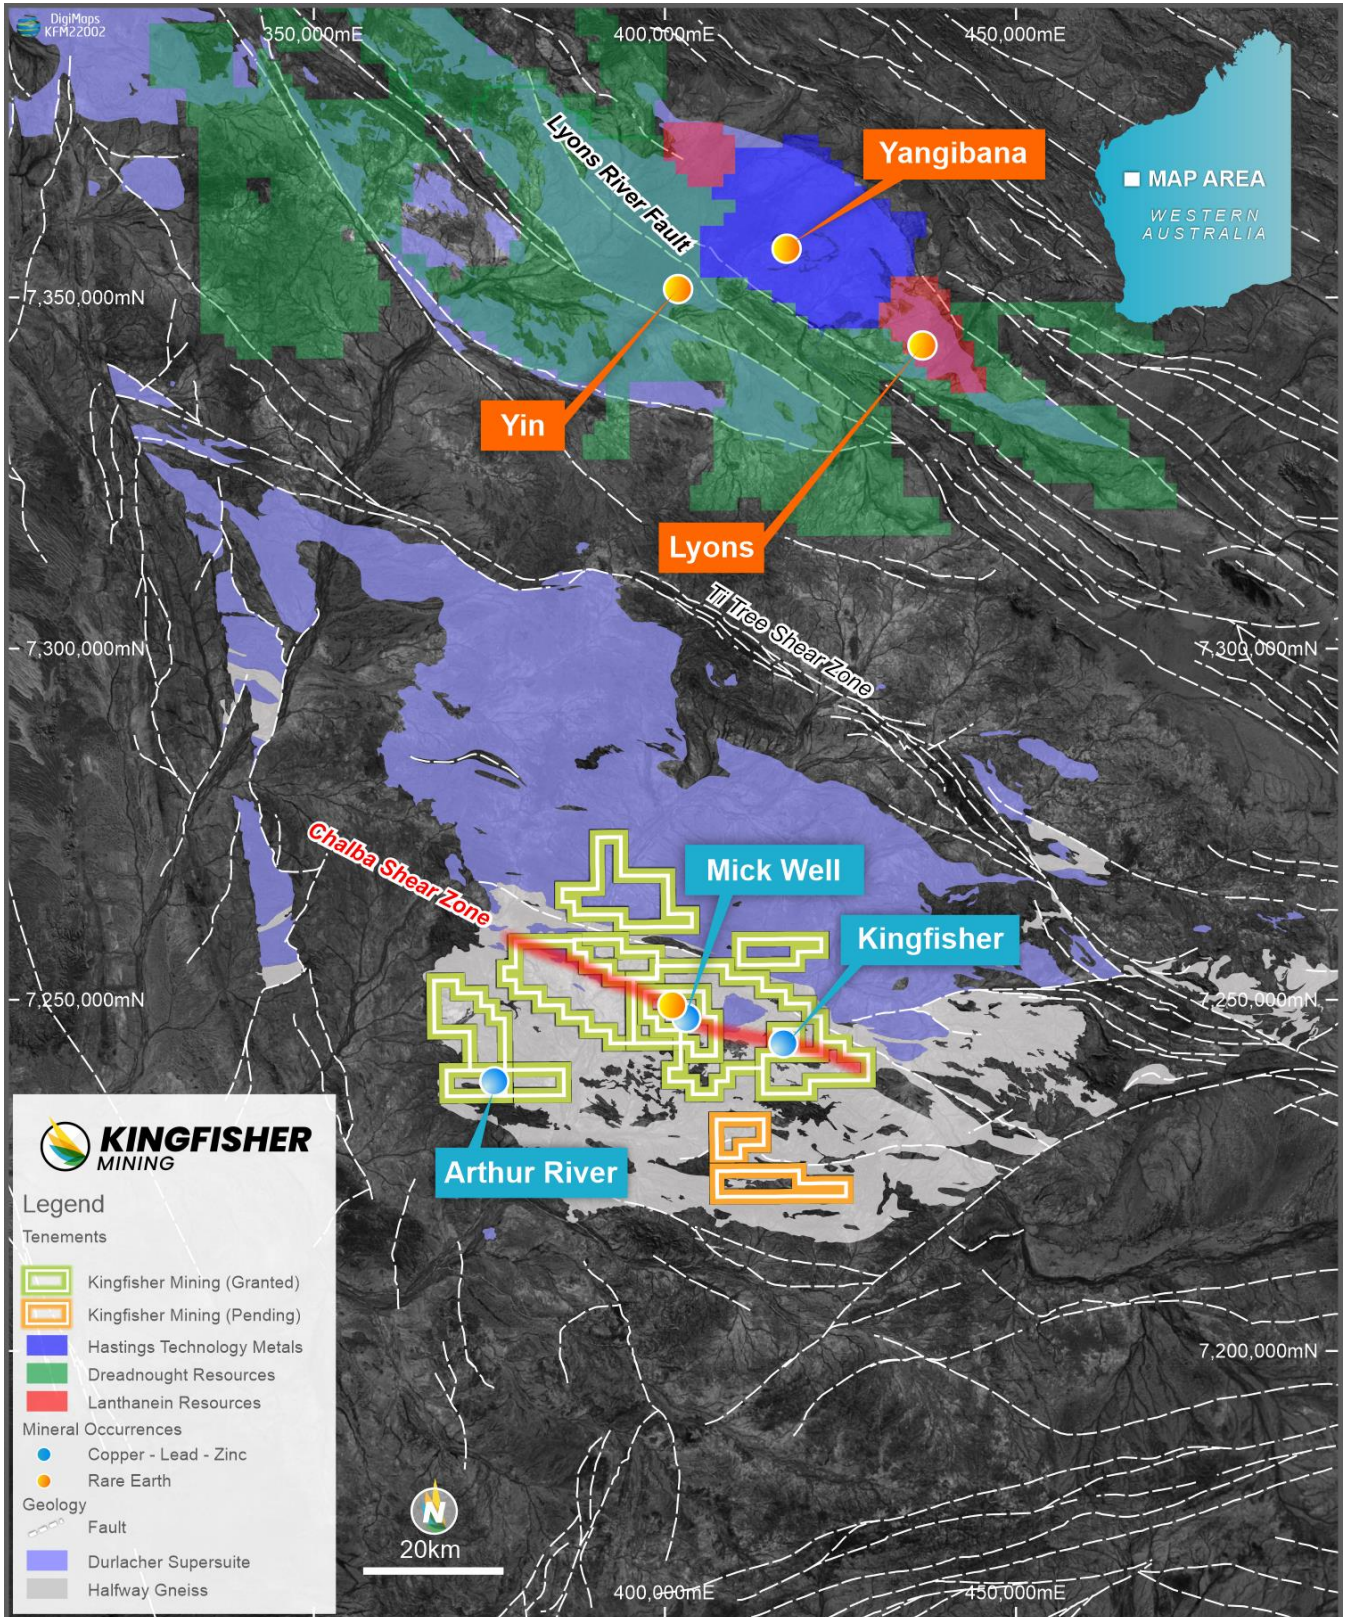 DigiMaps
KFM22002
350,000mE
400,000mE
450,000mE
Yangibana
MAP AREA
WESTERN
AUSTRALIA
Lyons River Fault
7,350,000mN
Yin
Lyons
Ti Tree Shear Zone
7,300,000mN
7,300,000mN
Chalba Shear Zone
Mick Well
Kingfisher
7,250,000mN
7,250,000mN
Arthur River
KINGFISHER
MINING
Legend
Tenements
Kingfisher Mining (Granted)
Kingfisher Mining (Pending)
Hastings Technology Metals
Dreadnought Resources
Lanthanein Resources
Mineral Occurrences
Copper - Lead - Zinc
Rare Earth
Geology
Fault
Durlacher Supersuite
Halfway Gneiss
7,200,000mN
N
20km
400,000mE
450,000mE